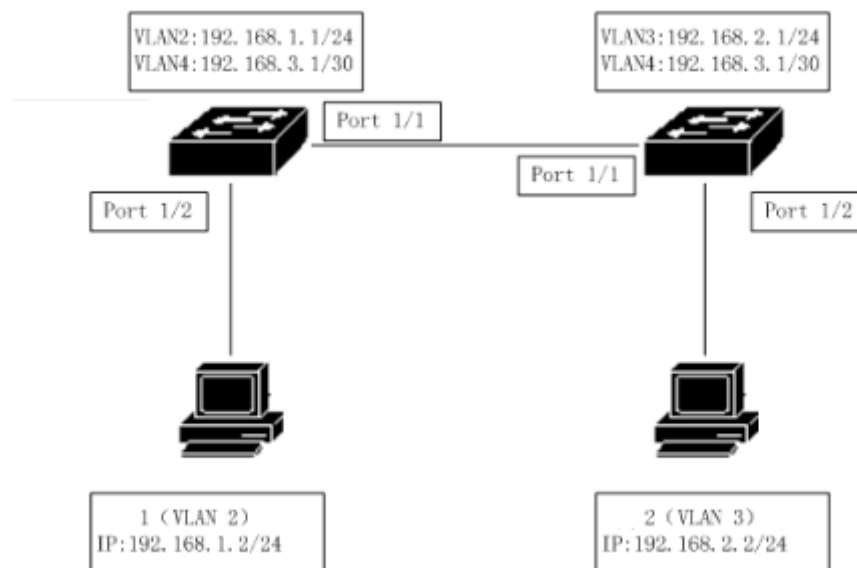 VLAN2:192.168.1.1/24
VLAN4:192.168.3.1/30
VLAN3:192.168.2.1/24
VLAN4:192.168.3.1/30
Port 1/1
Port 1/1
Port 1/2
Port 1/2
1（VLAN 2）
IP:192.168.1.2/24
2（VLAN 3）
IP:192.168.2.2/24